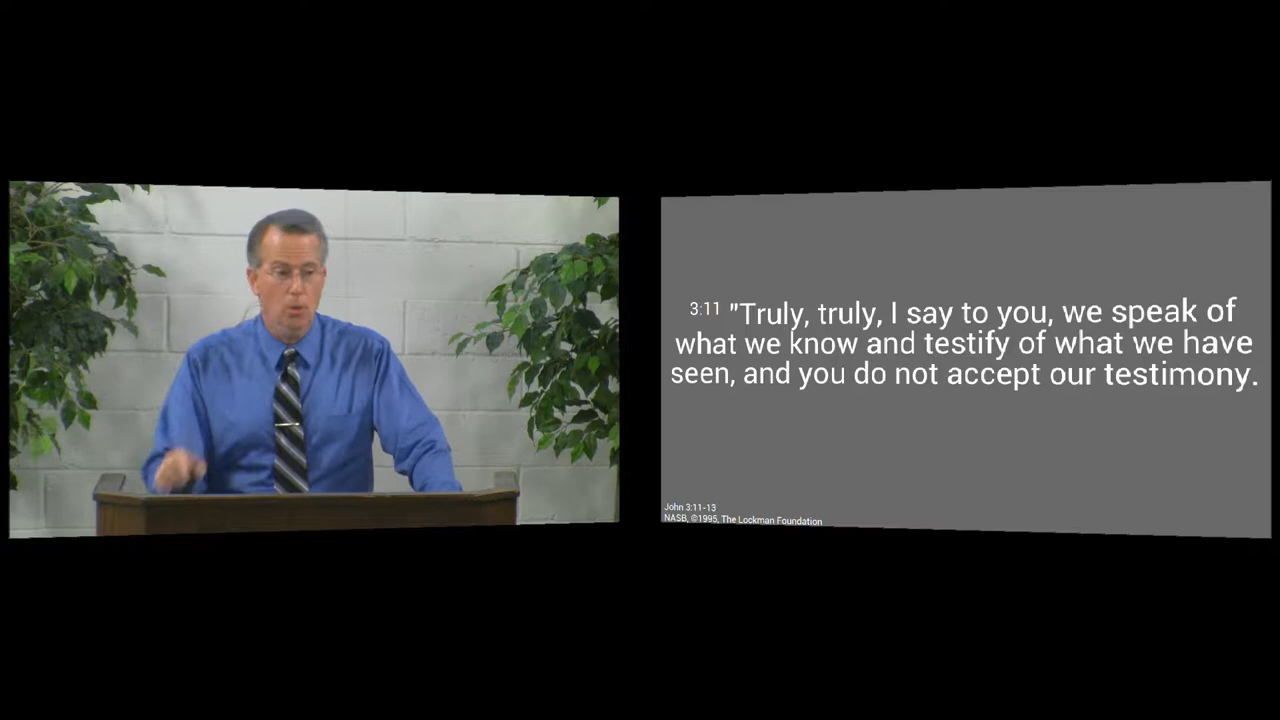 3:11 "Truly, truly, I say to you, we speak of
what we know and testify of what we have
seen, and you do not accept our testimony.
John 3:11-13
NASB, ©1995, The Lockman Foundation